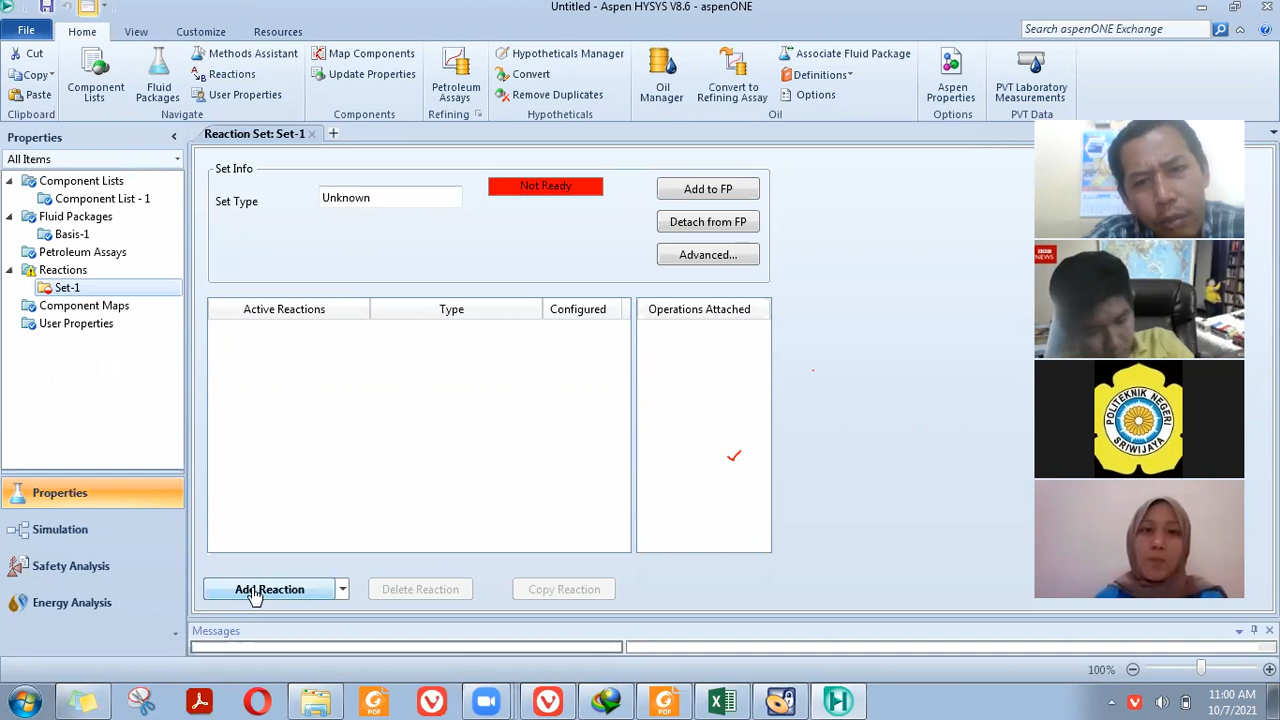 Untitled - Aspen HYSYS V8.6 - aspenONE
File
Home
View
Customize
Resources
Search aspenONE Exchange
Cut
Copy
Paste
Clipboard
Component Lists
Fluid Packages
Methods Assistant
Reactions
User Properties
Navigate
Map Components
Update Properties
Components
Petroleum Assays
Refining
Hypotheticals Manager
Convert
Remove Duplicates
Hypotheticals
Oil Manager
Convert to Refining Assay
Associate Fluid Package
Definitions
Options
Oil
Aspen Properties
Options
PVT Laboratory Measurements
PVT Data
Properties
All Items
Component Lists
Component List - 1
Fluid Packages
Basis-1
Petroleum Assays
Reactions
Set-1
Component Maps
User Properties
Properties
Simulation
Safety Analysis
Energy Analysis
Reaction Set: Set-1
Set Info
Set Type
Unknown
Not Ready
Add to FP
Detach from FP
Advanced...
Active Reactions
Type
Configured
Operations Attached
Add Reaction
Delete Reaction
Copy Reaction
Messages
100%
BBC
NEWS
POLITEKNIK NEGERI
SRIWIJAYA
PDF
PDF
11:00 AM
10/7/2021